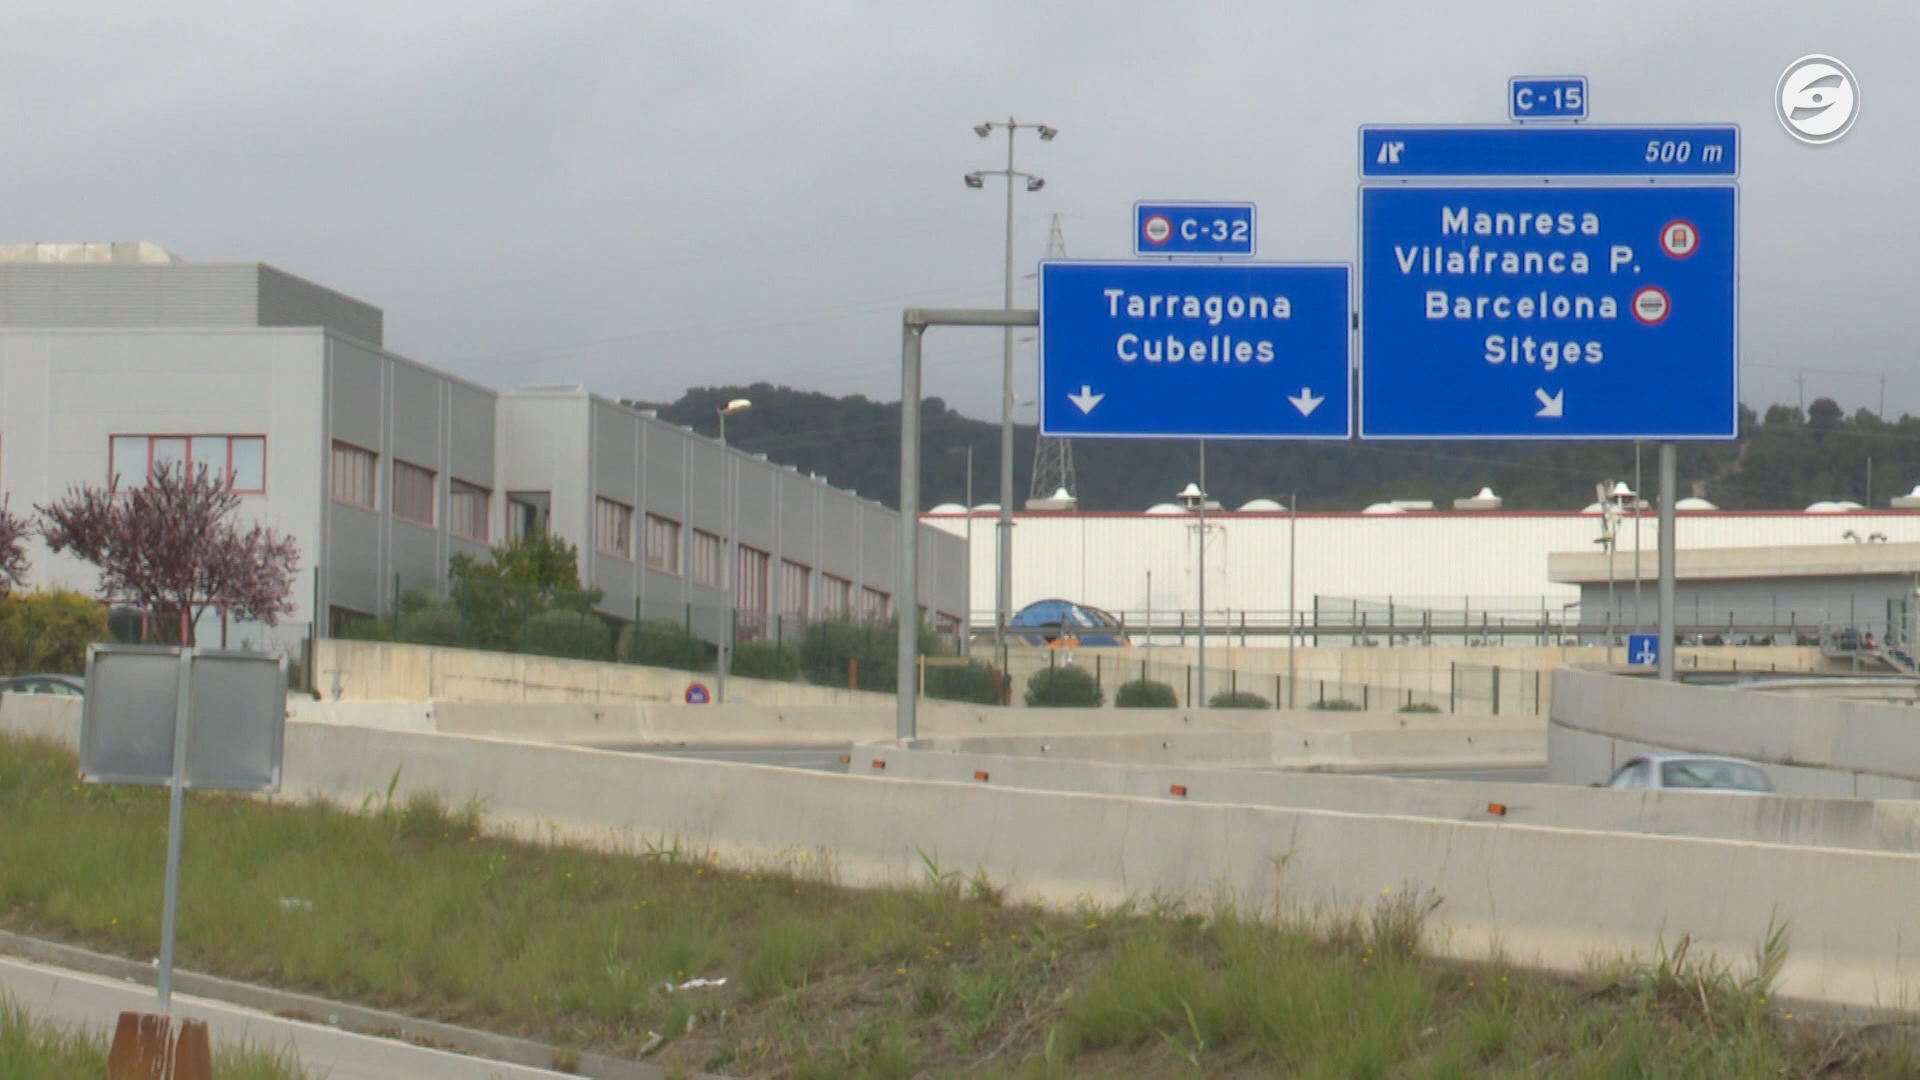 C-15
500 m
Manresa
Vilafranca P.
Barcelona
Sitges
C-32
Tarragona
Cubelles